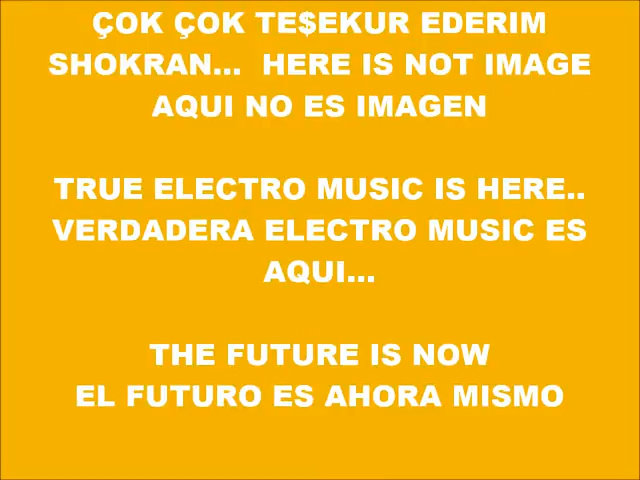 ÇOK ÇOK TE$EKUR EDERIM
SHOKRAN... HERE IS NOT IMAGE
AQUI NO ES IMAGEN
TRUE ELECTRO MUSIC IS HERE..
VERDADERA ELECTRO MUSIC ES
AQUI...
THE FUTURE IS NOW
EL FUTURO ES AHORA MISMO